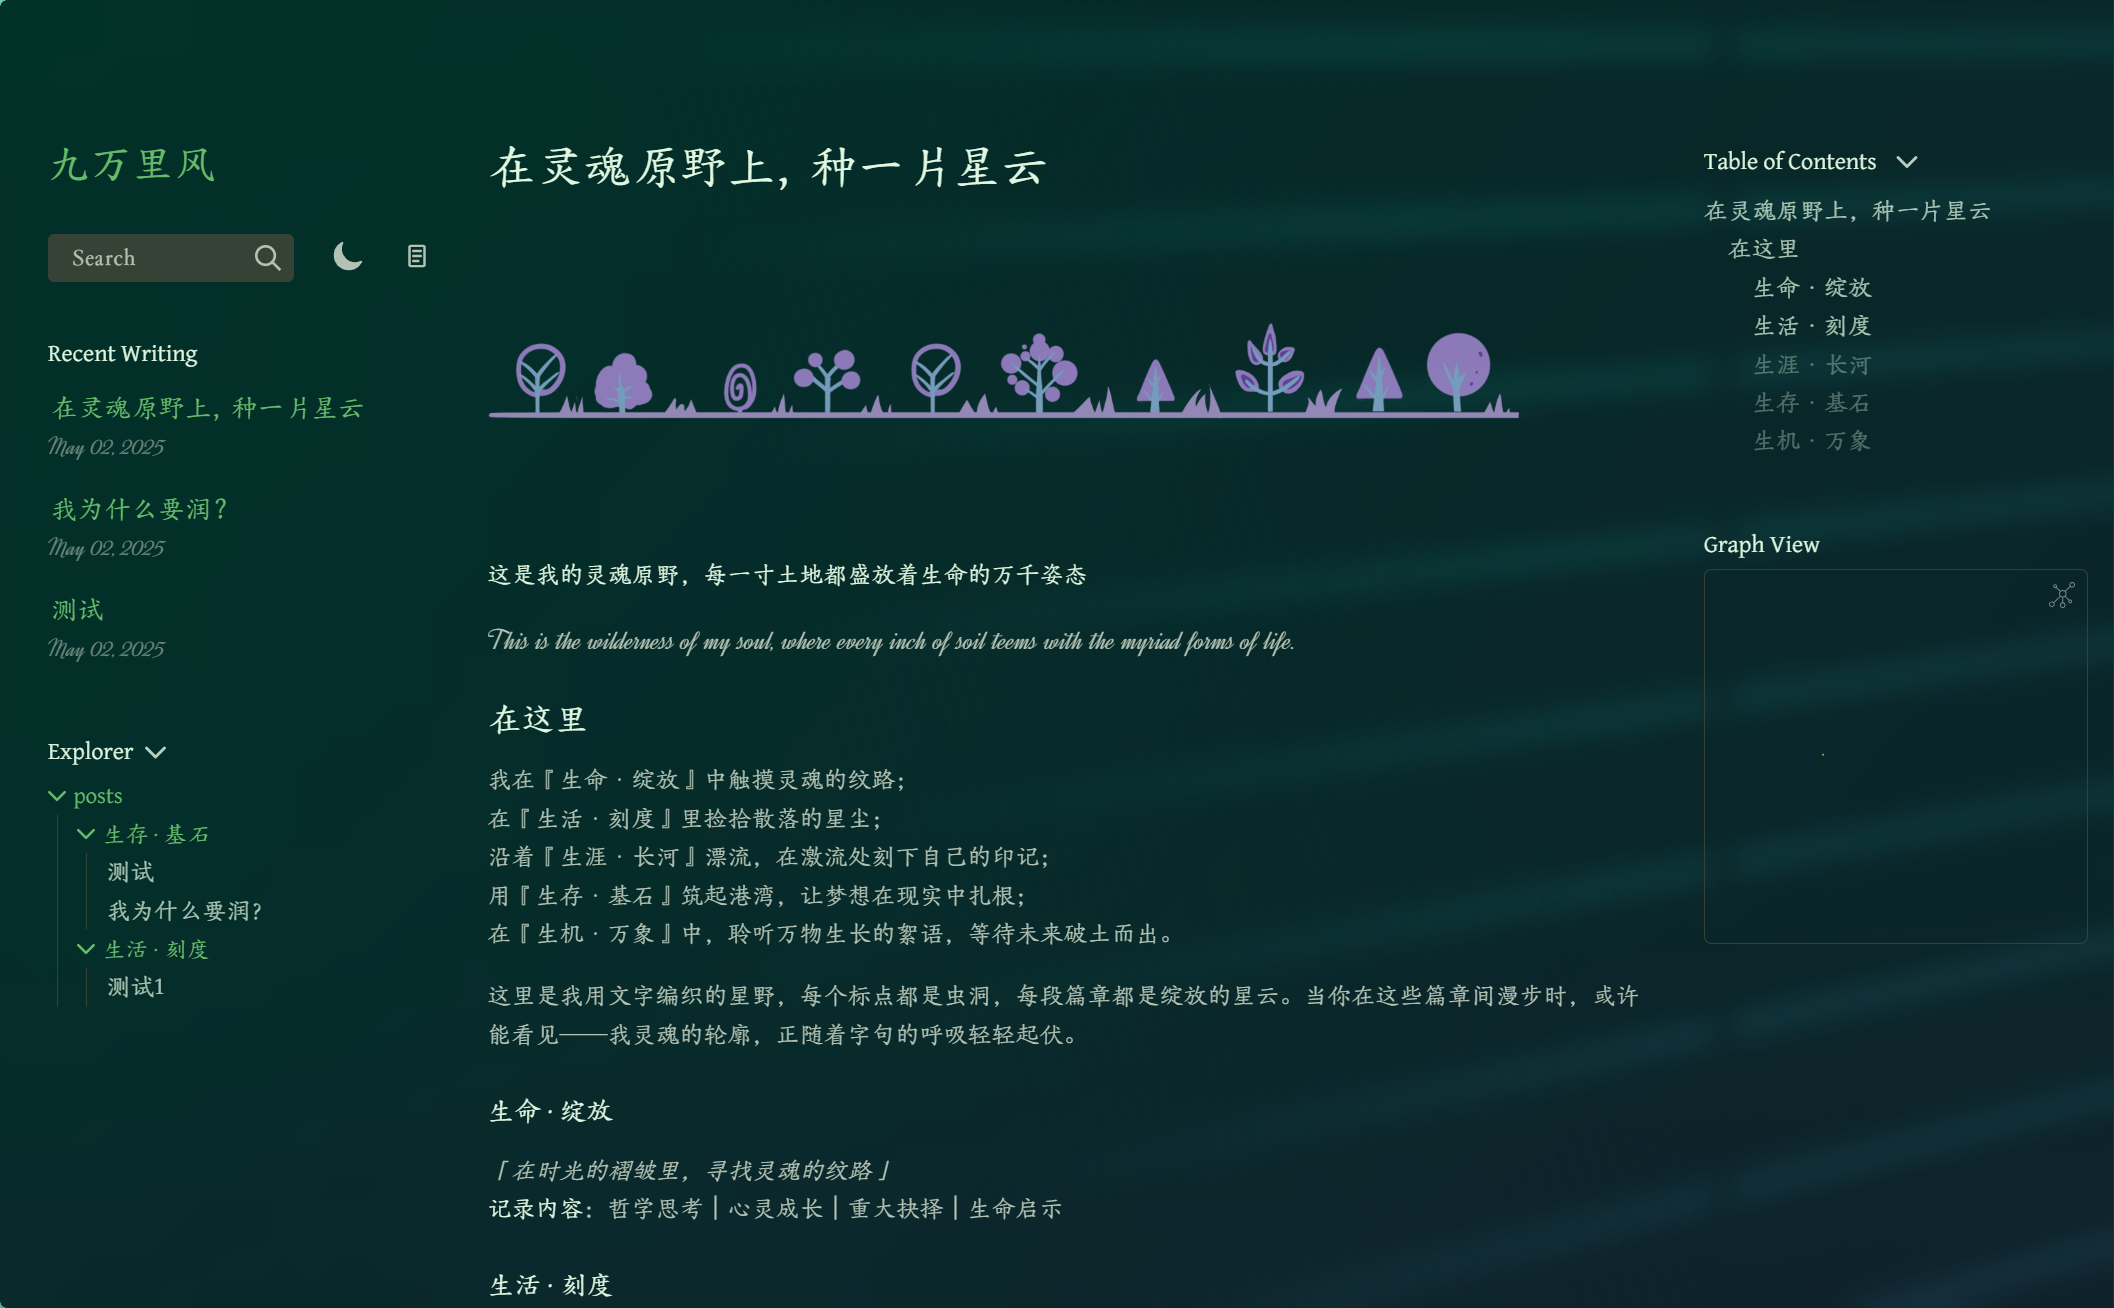 九万里风
Search
Recent Writing
在灵魂原野上，种一片星云
May 02, 2025
我为什么要润？
May 02, 2025
测试
May 02, 2025
Explorer
posts
生存 · 基石
测试
我为什么要润?
生活 · 刻度
测试1
在灵魂原野上，种一片星云
这是我的灵魂原野，每一寸土地都盛放着生命的万千姿态
This is the wilderness of my soul, where every inch of soil teems with the myriad forms of life.
在这里
我在『生命 · 绽放』中触摸灵魂的纹路；
在『生活 · 刻度』里捡拾散落的星尘；
沿着『生涯 · 长河』漂流，在激流处刻下自己的印记；
用『生存 · 基石』筑起港湾，让梦想在现实中扎根；
在『生机 · 万象』中，聆听万物生长的絮语，等待未来破土而出。
这里是我用文字编织的星野，每个标点都是虫洞，每段篇章都是绽放的星云。当你在这些篇章间漫步时，或许
能看见——我灵魂的轮廓，正随着字句的呼吸轻轻起伏。
生命 · 绽放
「在时光的褶皱里，寻找灵魂的纹路」
记录内容：哲学思考 | 心灵成长 | 重大抉择 | 生命启示
生活 · 刻度
Table of Contents
在灵魂原野上，种一片星云
在这里
生命 · 绽放
生活 · 刻度
生涯 · 长河
生存 · 基石
生机 · 万象
Graph View